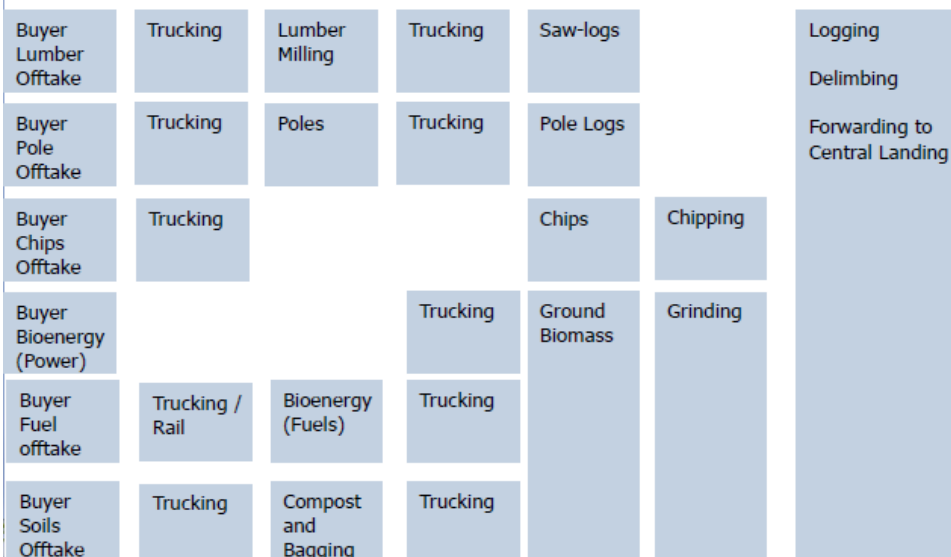 Buyer
Lumber
Offtake
Trucking
Lumber
Milling
Trucking
Saw-logs
Logging
Delimbing
Forwarding to
Central Landing
Buyer
Pole
Offtake
Trucking
Poles
Trucking
Pole Logs
Buyer
Chips
Offtake
Trucking
Chips
Chipping
Buyer
Bioenergy
(Power)
Trucking
Ground
Biomass
Grinding
Buyer
Fuel
offtake
Trucking /
Rail
Bioenergy
(Fuels)
Trucking
Buyer
Soils
Offtake
Trucking
Compost
and
Bagging
Trucking